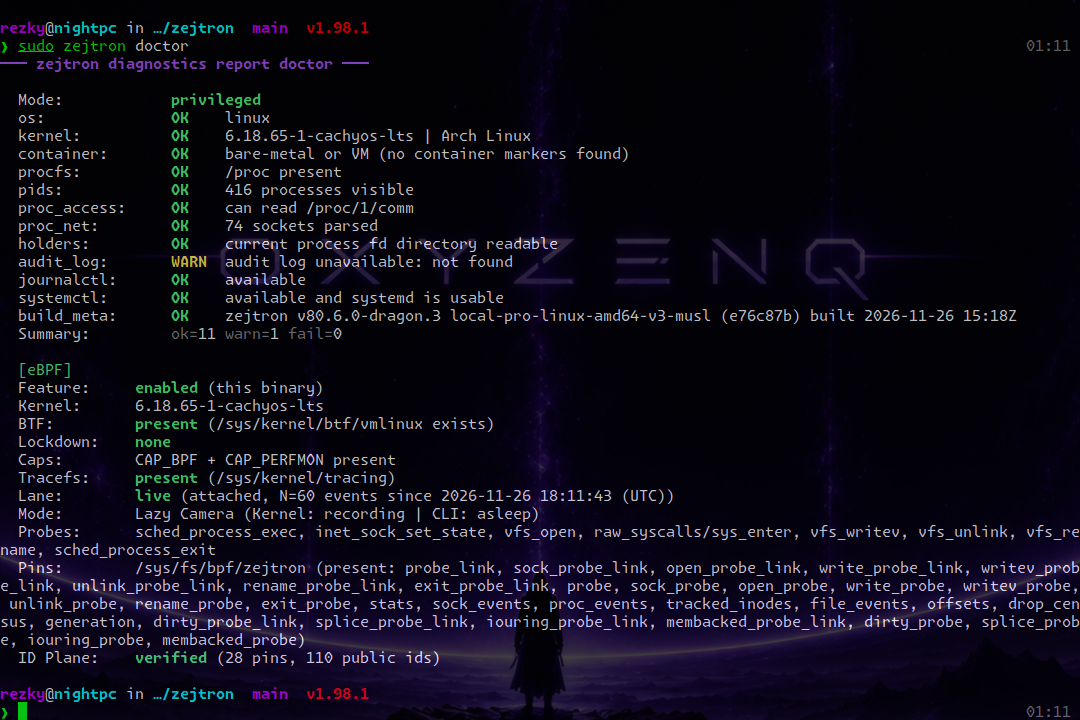 rezky@nightpc in …/zejtron main v1.98.1
❯ sudo zejtron doctor 01:11
── zejtron diagnostics report doctor ──
Mode: privileged
os: OK linux
kernel: OK 6.18.65-1-cachyos-lts | Arch Linux
container: OK bare-metal or VM (no container markers found)
procfs: OK /proc present
pids: OK 416 processes visible
proc_access: OK can read /proc/1/comm
proc_net: OK 74 sockets parsed
holders: OK current process fd directory readable
audit_log: WARN audit log unavailable: not found
OXYZENQ
journalctl: OK available
systemctl: OK available and systemd is usable
build_meta: OK zejtron v80.6.0-dragon.3 local-pro-linux-amd64-v3-musl (e76c87b) built 2026-11-26 15:18Z
Summary: ok=11 warn=1 fail=0
[eBPF]
Feature: enabled (this binary)
Kernel: 6.18.65-1-cachyos-lts
BTF: present (/sys/kernel/btf/vmlinux exists)
Lockdown: none
Caps: CAP_BPF + CAP_PERFMON present
Tracefs: present (/sys/kernel/tracing)
Lane: live (attached, N=60 events since 2026-11-26 18:11:43 (UTC))
Mode: Lazy Camera (Kernel: recording | CLI: asleep)
Probes: sched_process_exec, inet_sock_set_state, vfs_open, raw_syscalls/sys_enter, vfs_writev, vfs_unlink, vfs_re
name, sched_process_exit
Pins: /sys/fs/bpf/zejtron (present: probe_link, sock_probe_link, open_probe_link, write_probe_link, writev_prob
e_link, unlink_probe_link, rename_probe_link, exit_probe_link, probe, sock_probe, open_probe, write_probe, writev_probe,
unlink_probe, rename_probe, exit_probe, stats, sock_events, proc_events, tracked_inodes, file_events, offsets, drop_cen
sus, generation, dirty_probe_link, splice_probe_link, iouring_probe_link, membacked_probe_link, dirty_probe, splice_prob
e, iouring_probe, membacked_probe)
ID Plane: verified (28 pins, 110 public ids)
rezky@nightpc in …/zejtron main v1.98.1
❯ 01:11